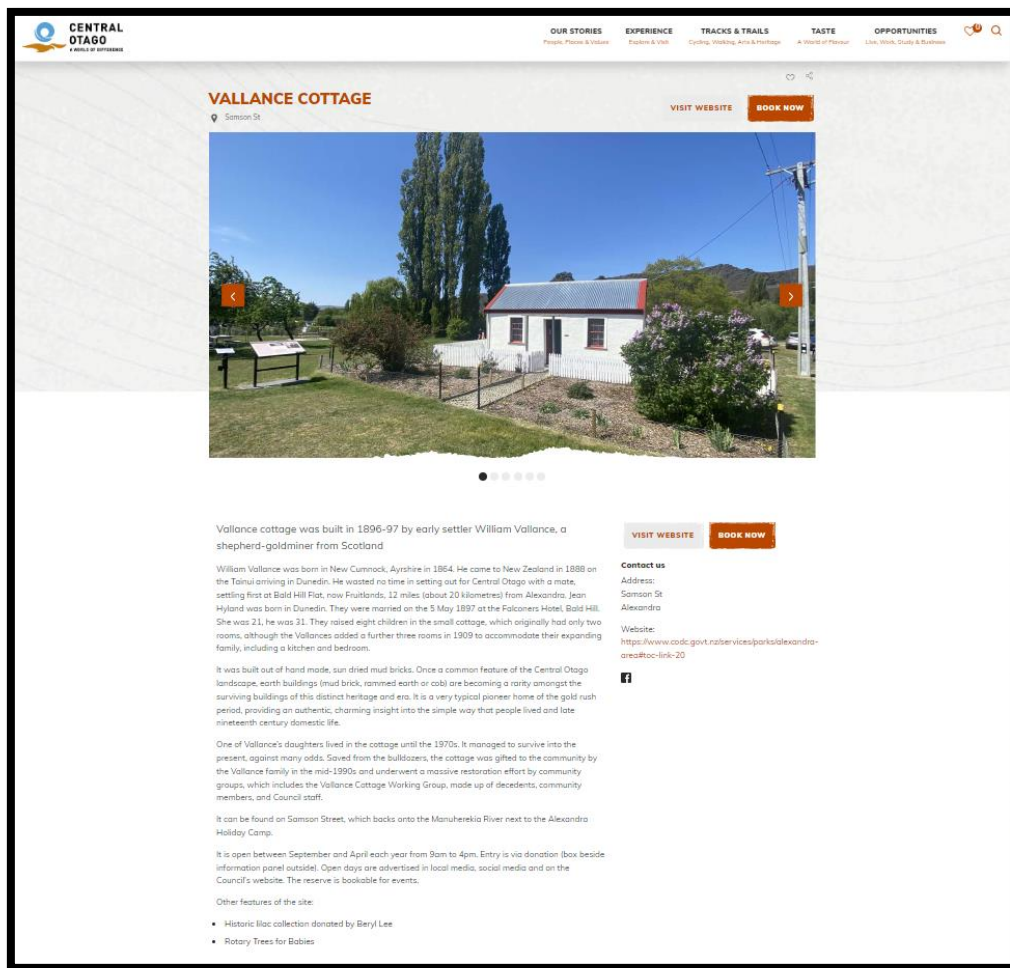 CENTRAL
OTAGO
A WORLD OF DIFFERENCE
OUR STORIES
People, Places & Values
EXPERIENCE
Explore & Visit
TRACKS & TRAILS
Cycling, Walking, Arts & Heritage
TASTE
A World of Flavour
OPPORTUNITIES
Live, Work, Study & Business
0
VALLANCE COTTAGE
Samson St
VISIT WEBSITE
BOOK NOW
Vallance cottage was built in 1896-97 by early settler William Vallance, a
shepherd-goldminer from Scotland
William Vallance was born in New Cumnock, Ayrshire in 1864. He came to New Zealand in 1888 on
the Tainui arriving in Dunedin. He wasted no time in setting out for Central Otago with a mate,
settling first at Bald Hill Flat, now Fruitlands, 12 miles (about 20 kilometres) from Alexandra. Jean
Hyland was born in Dunedin. They were married on the 5 May 1897 at the Falconers Hotel, Bald Hill.
She was 21, he was 31. They raised eight children in the small cottage, which originally had only two
rooms, although the Vallances added a further three rooms in 1909 to accommodate their expanding
family, including a kitchen and bedroom.
It was built out of hand made, sun dried mud bricks. Once a common feature of the Central Otago
landscape, earth buildings (mud brick, rammed earth or cob) are becoming a rarity amongst the
surviving buildings of this distinct heritage and era. It is a very typical pioneer home of the gold rush
period, providing an authentic, charming insight into the simple way that people lived and late
nineteenth century domestic life.
One of Vallance's daughters lived in the cottage until the 1970s. It managed to survive into the
present, against many odds. Saved from the bulldozers, the cottage was gifted to the community by
the Vallance family in the mid-1990s and underwent a massive restoration effort by community
groups, which includes the Vallance Cottage Working Group, made up of decedents, community
members, and Council staff.
It can be found on Samson Street, which backs onto the Manuherekia River next to the Alexandra
Holiday Camp.
It is open between September and April each year from 9am to 4pm. Entry is via donation (box beside
information panel outside). Open days are advertised in local media, social media and on the
Council's website. The reserve is bookable for events.
Other features of the site:
Historic lilac collection donated by Beryl Lee
Rotary Trees for Babies
VISIT WEBSITE
BOOK NOW
Contact us
Address:
Samson St
Alexandra
Website:
https://www.codc.govt.nz/services/parks/alexandra-
area#toc-link-20